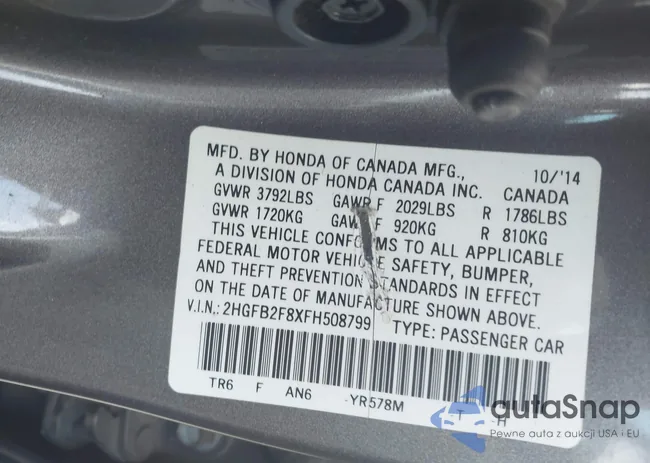 MFD. BY HONDA OF CANADA MFG., 10/'14
A DIVISION OF HONDA CANADA INC. CANADA
GVWR 3792LBS GAWR F 2029LBS R 1786LBS
GVWR 1720KG GAW F 920KG R 810KG
THIS VEHICLE CONFORMS TO ALL APPLICABLE
FEDERAL MOTOR VEHICLE SAFETY, BUMPER,
AND THEFT PREVENTION STANDARDS IN EFFECT
ON THE DATE OF MANUFACTURE SHOWN ABOVE.
V.I.N.: 2HGFB2F8XFH508799 TYPE: PASSENGER CAR
TR6 F AN6 -YR578M T -H
autoSnap
Pewne auta z aukcji USA i EU